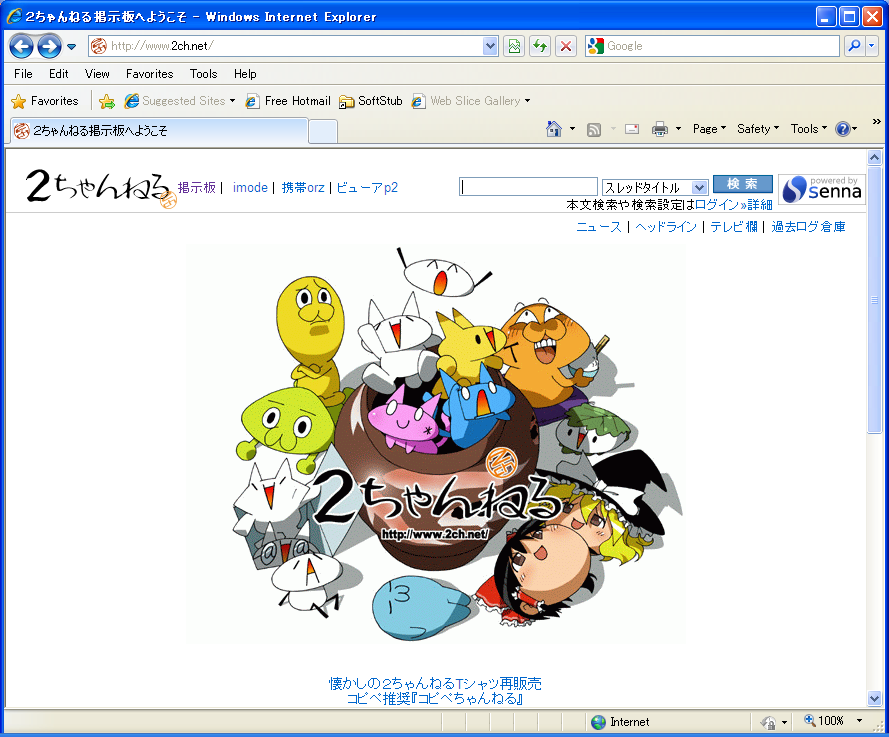 2ちゃんねる掲示板へようこそ - Windows Internet Explorer
http://www.2ch.net/
Google
File Edit View Favorites Tools Help
Favorites Suggested Sites Free Hotmail SoftStub Web Slice Gallery
2ちゃんねる掲示板へようこそ
Page Safety Tools »
2ちゃんねる 掲示板 | imode | 携帯orz | ビューアp2
スレッドタイトル 検索
powered by
senna
本文検索や検索設定はログイン»詳細
ニュース | ヘッドライン | テレビ欄 | 過去ログ倉庫
2ちゃんねる
http://www.2ch.net/
懐かしの2ちゃんねるTシャツ再販売
コピペ推奨『コピペちゃんねる』
Internet 100%